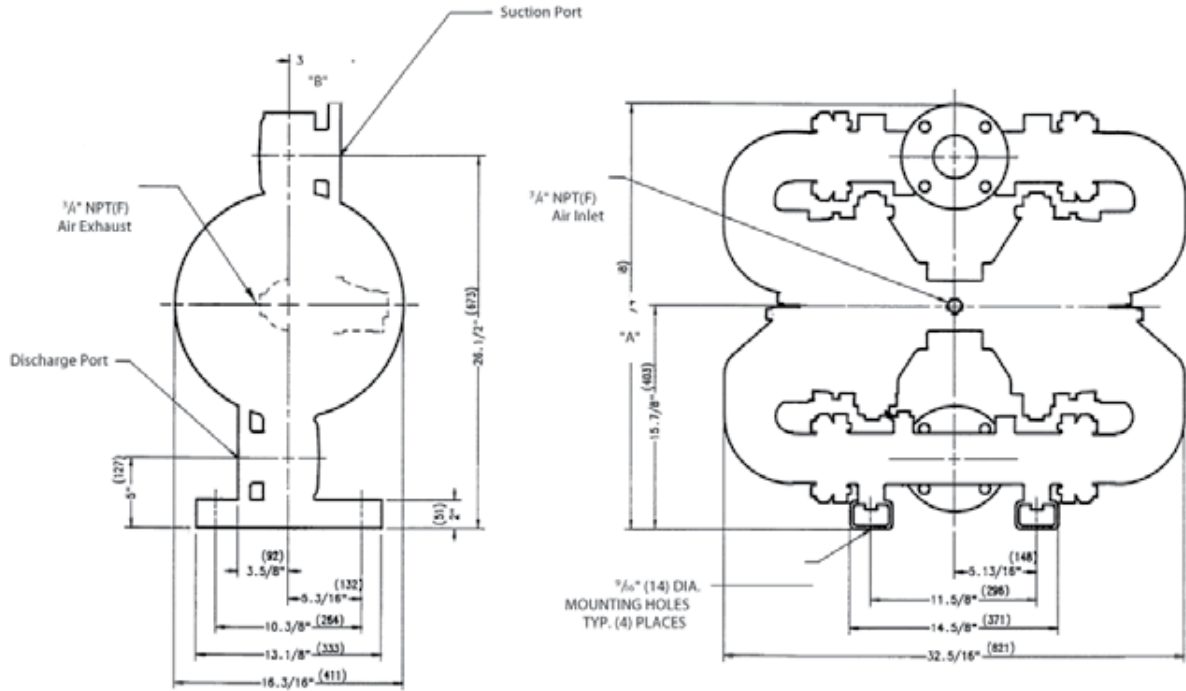 Suction Port
3
"B"
3/4" NPT(F)
Air Exhaust
Discharge Port
26.1/2" (673)
(127)
5"
(51)
2"
(92)
3.5/8"
(132)
5.3/16"
10.3/8" (264)
13.1/8" (333)
16.3/16" (411)
3/4" NPT(F)
Air Inlet
"A"
15.7/8" (403)
9/16" (14) DIA.
MOUNTING HOLES
TYP. (4) PLACES
(148)
5.13/16"
11.5/8" (296)
14.5/8" (371)
32.5/16" (821)